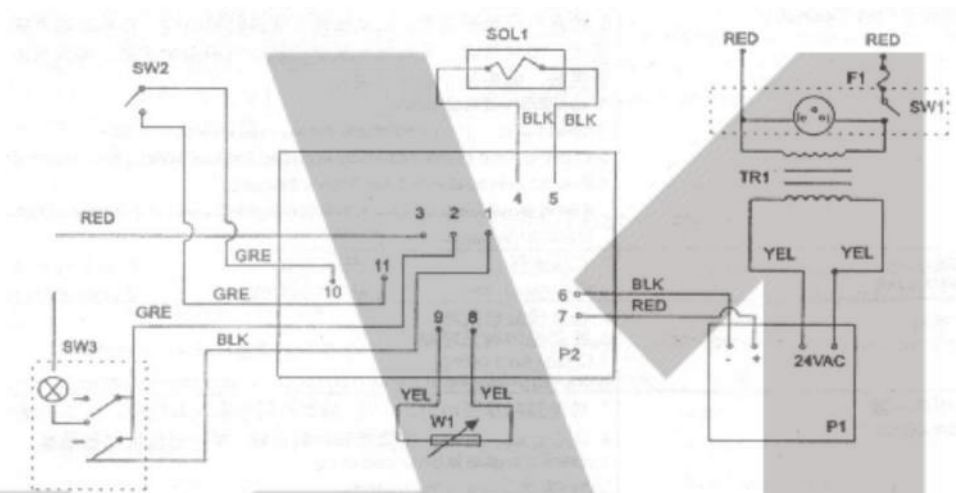 SOL1
RED RED
SW2
F1
SW1
BLK BLK
TR1
4 5
RED 3 2 1
YEL YEL
GRE 11
10
GRE
6 BLK
GRE
7 RED
9 8
SW3 BLK
P2
- + 24VAC
YEL YEL
W1
P1